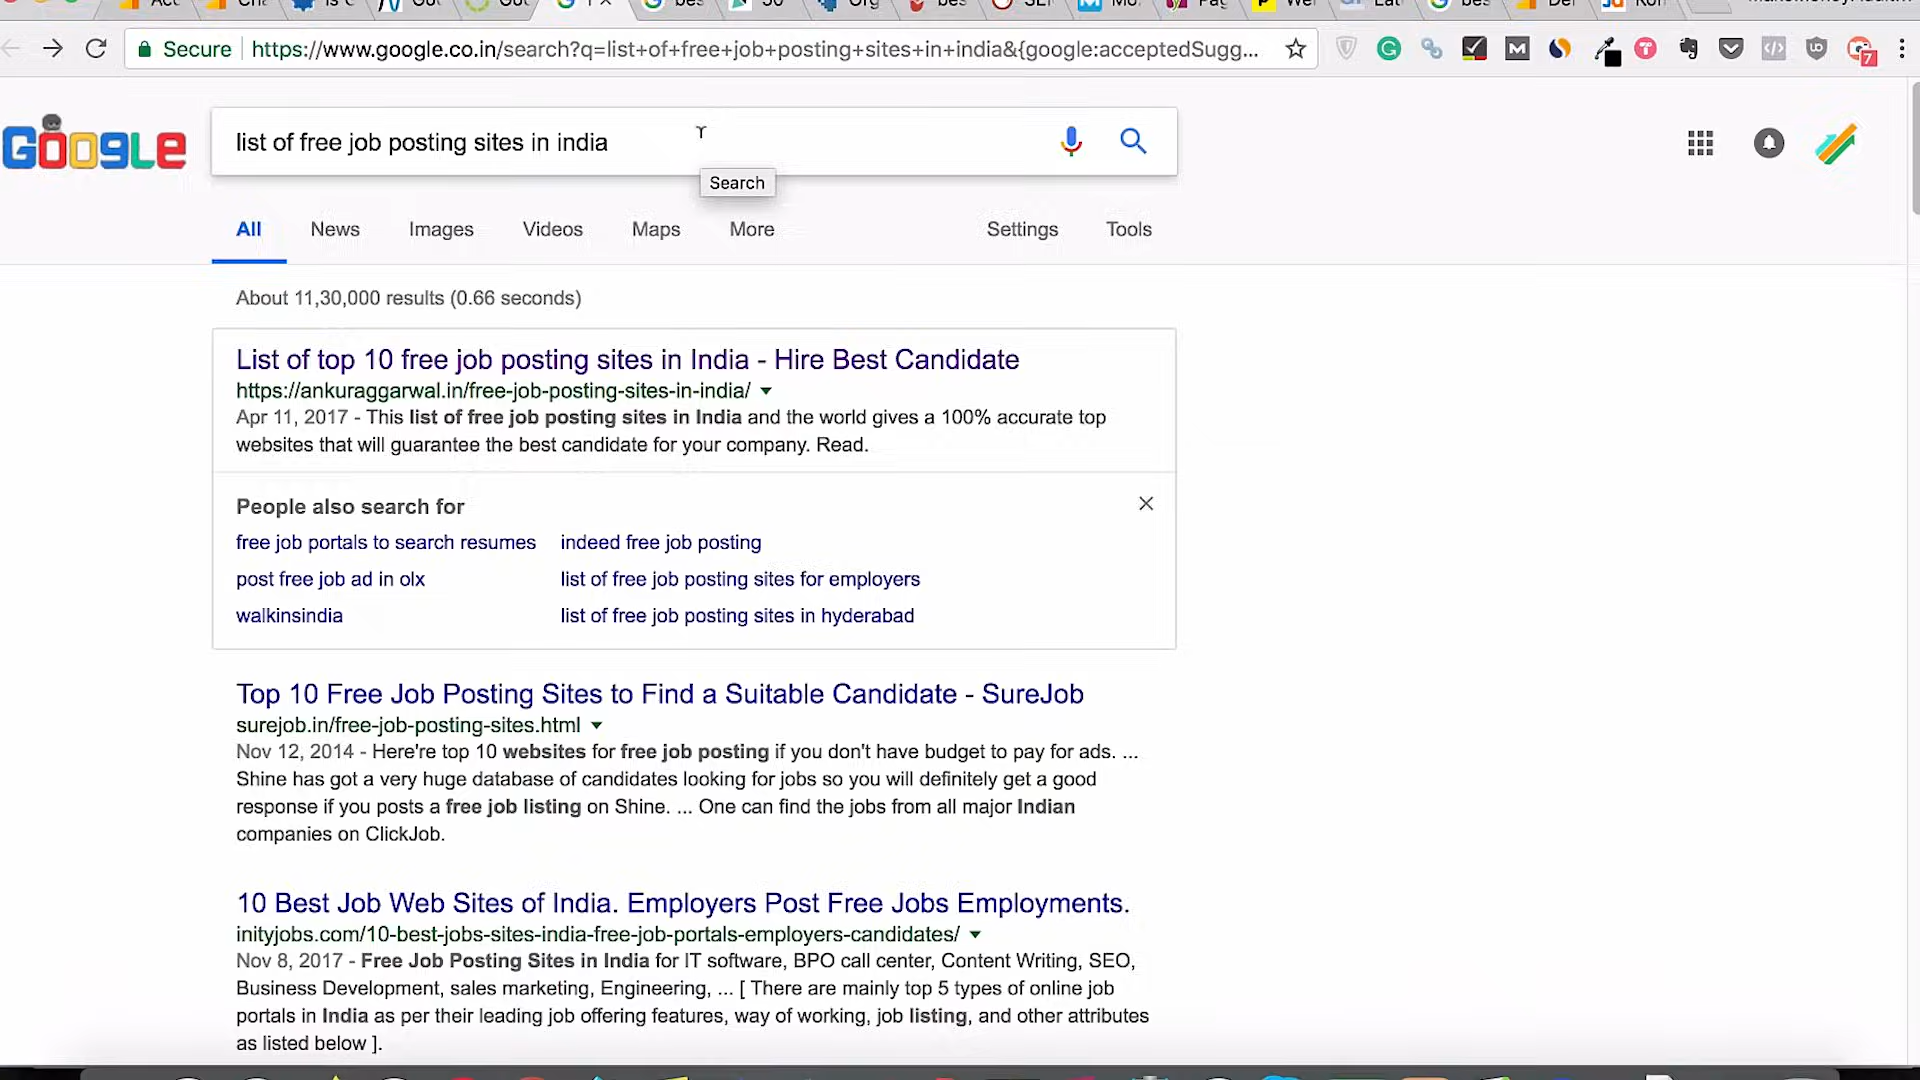 Secure https://www.google.co.in/search?q=list+of+free+job+posting+sites+in+india&{google:acceptedSugg...
7
Google
list of free job posting sites in india
Search
All News Images Videos Maps More Settings Tools
About 11,30,000 results (0.66 seconds)
List of top 10 free job posting sites in India - Hire Best Candidate
https://ankuraggarwal.in/free-job-posting-sites-in-india/
Apr 11, 2017 - This list of free job posting sites in India and the world gives a 100% accurate top
websites that will guarantee the best candidate for your company. Read.
People also search for
free job portals to search resumes indeed free job posting
post free job ad in olx list of free job posting sites for employers
walkinsindia list of free job posting sites in hyderabad
Top 10 Free Job Posting Sites to Find a Suitable Candidate - SureJob
surejob.in/free-job-posting-sites.html
Nov 12, 2014 - Here're top 10 websites for free job posting if you don't have budget to pay for ads. ...
Shine has got a very huge database of candidates looking for jobs so you will definitely get a good
response if you posts a free job listing on Shine. ... One can find the jobs from all major Indian
companies on ClickJob.
10 Best Job Web Sites of India. Employers Post Free Jobs Employments.
inityjobs.com/10-best-jobs-sites-india-free-job-portals-employers-candidates/
Nov 8, 2017 - Free Job Posting Sites in India for IT software, BPO call center, Content Writing, SEO,
Business Development, sales marketing, Engineering, ... [ There are mainly top 5 types of online job
portals in India as per their leading job offering features, way of working, job listing, and other attributes
as listed below ].